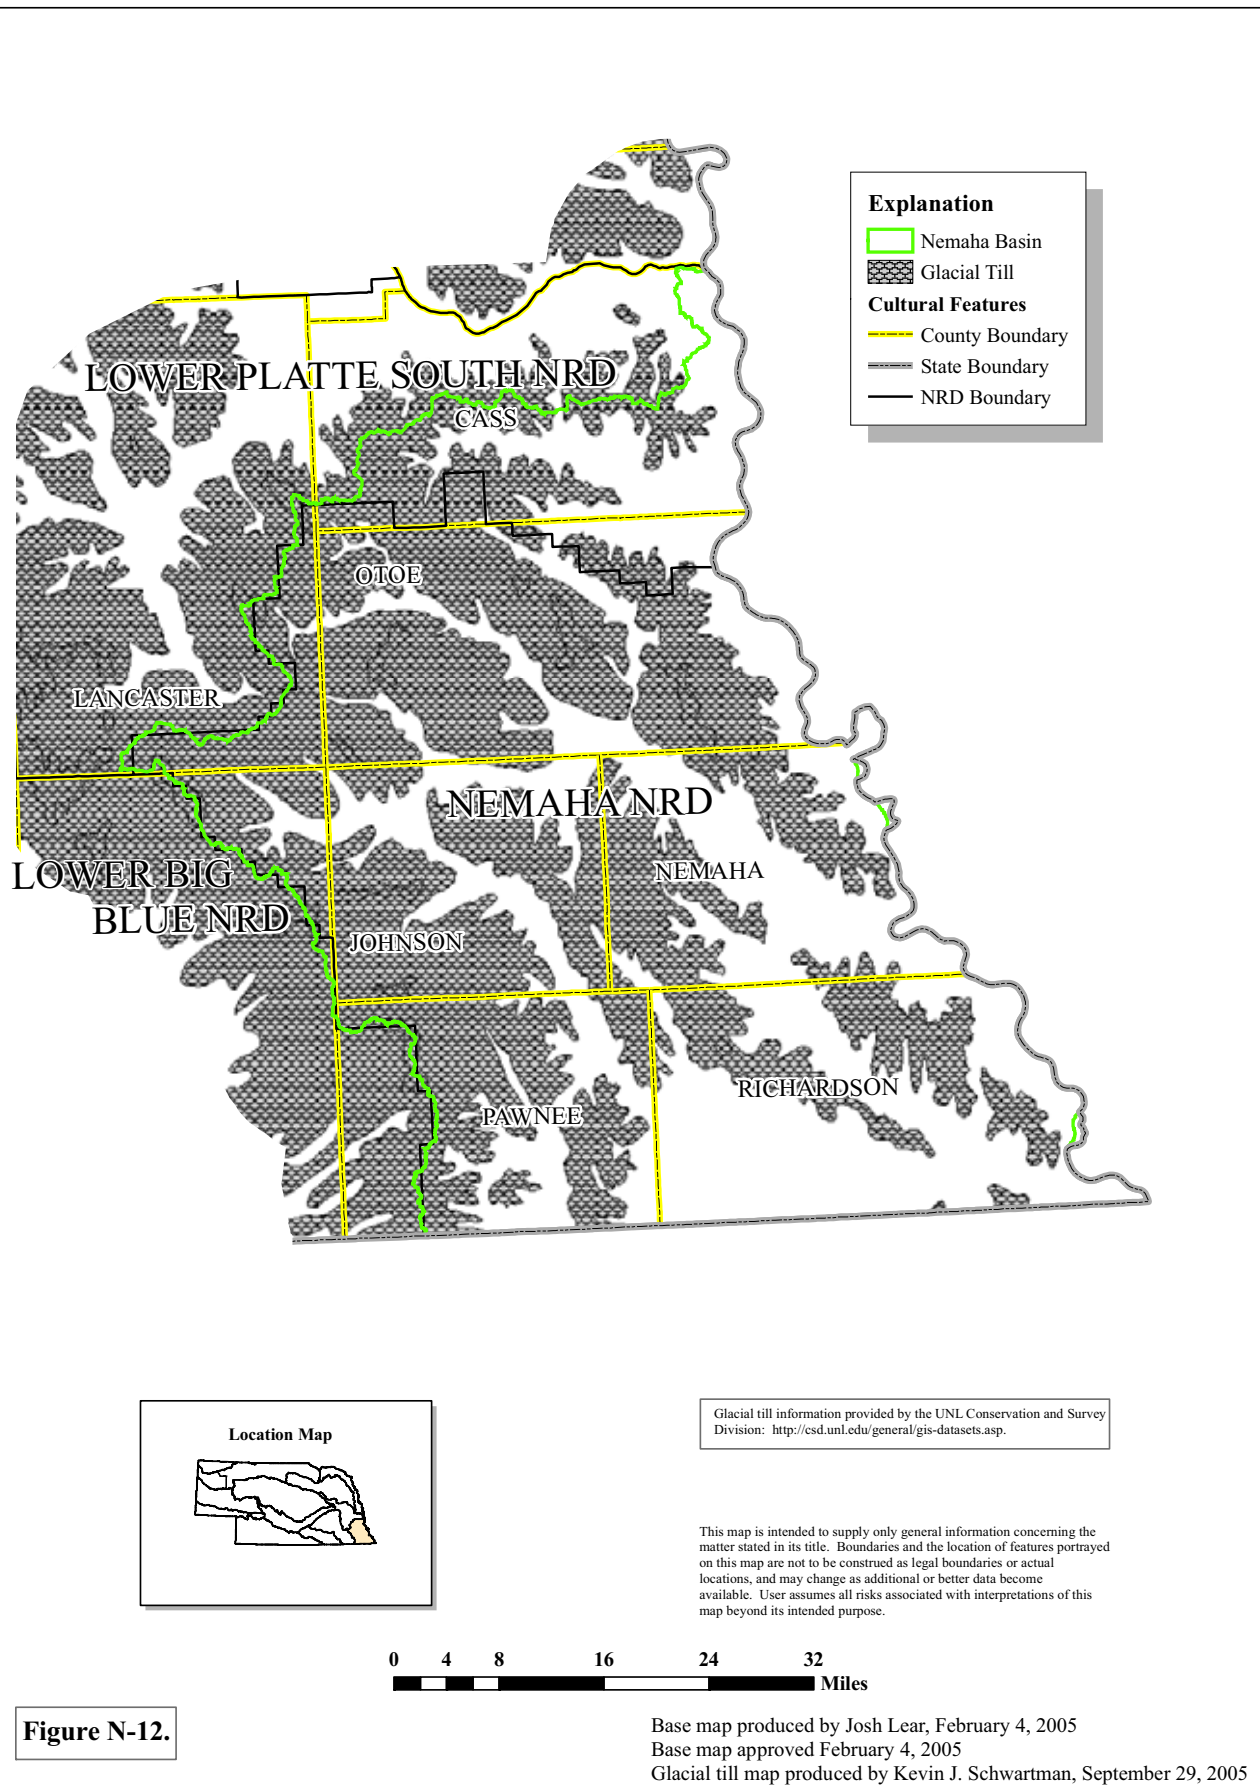 Explanation
Nemaha Basin
Glacial Till
Cultural Features
County Boundary
State Boundary
NRD Boundary
LOWER PLATTE SOUTH NRD
CASS
OTOE
LANCASTER
NEMAHA NRD
NEMAHA
LOWER BIG
BLUE NRD
JOHNSON
RICHARDSON
PAWNEE
Location Map
Glacial till information provided by the UNL Conservation and Survey
Division:  http://csd.unl.edu/general/gis-datasets.asp.
This map is intended to supply only general information concerning the
matter stated in its title.  Boundaries and the location of features portrayed
on this map are not to be construed as legal boundaries or actual
locations, and may change as additional or better data become
available.  User assumes all risks associated with interpretations of this
map beyond its intended purpose.
0 4 8 16 24 32
Miles
Figure N-12.
Base map produced by Josh Lear, February 4, 2005
Base map approved February 4, 2005
Glacial till map produced by Kevin J. Schwartman, September 29, 2005